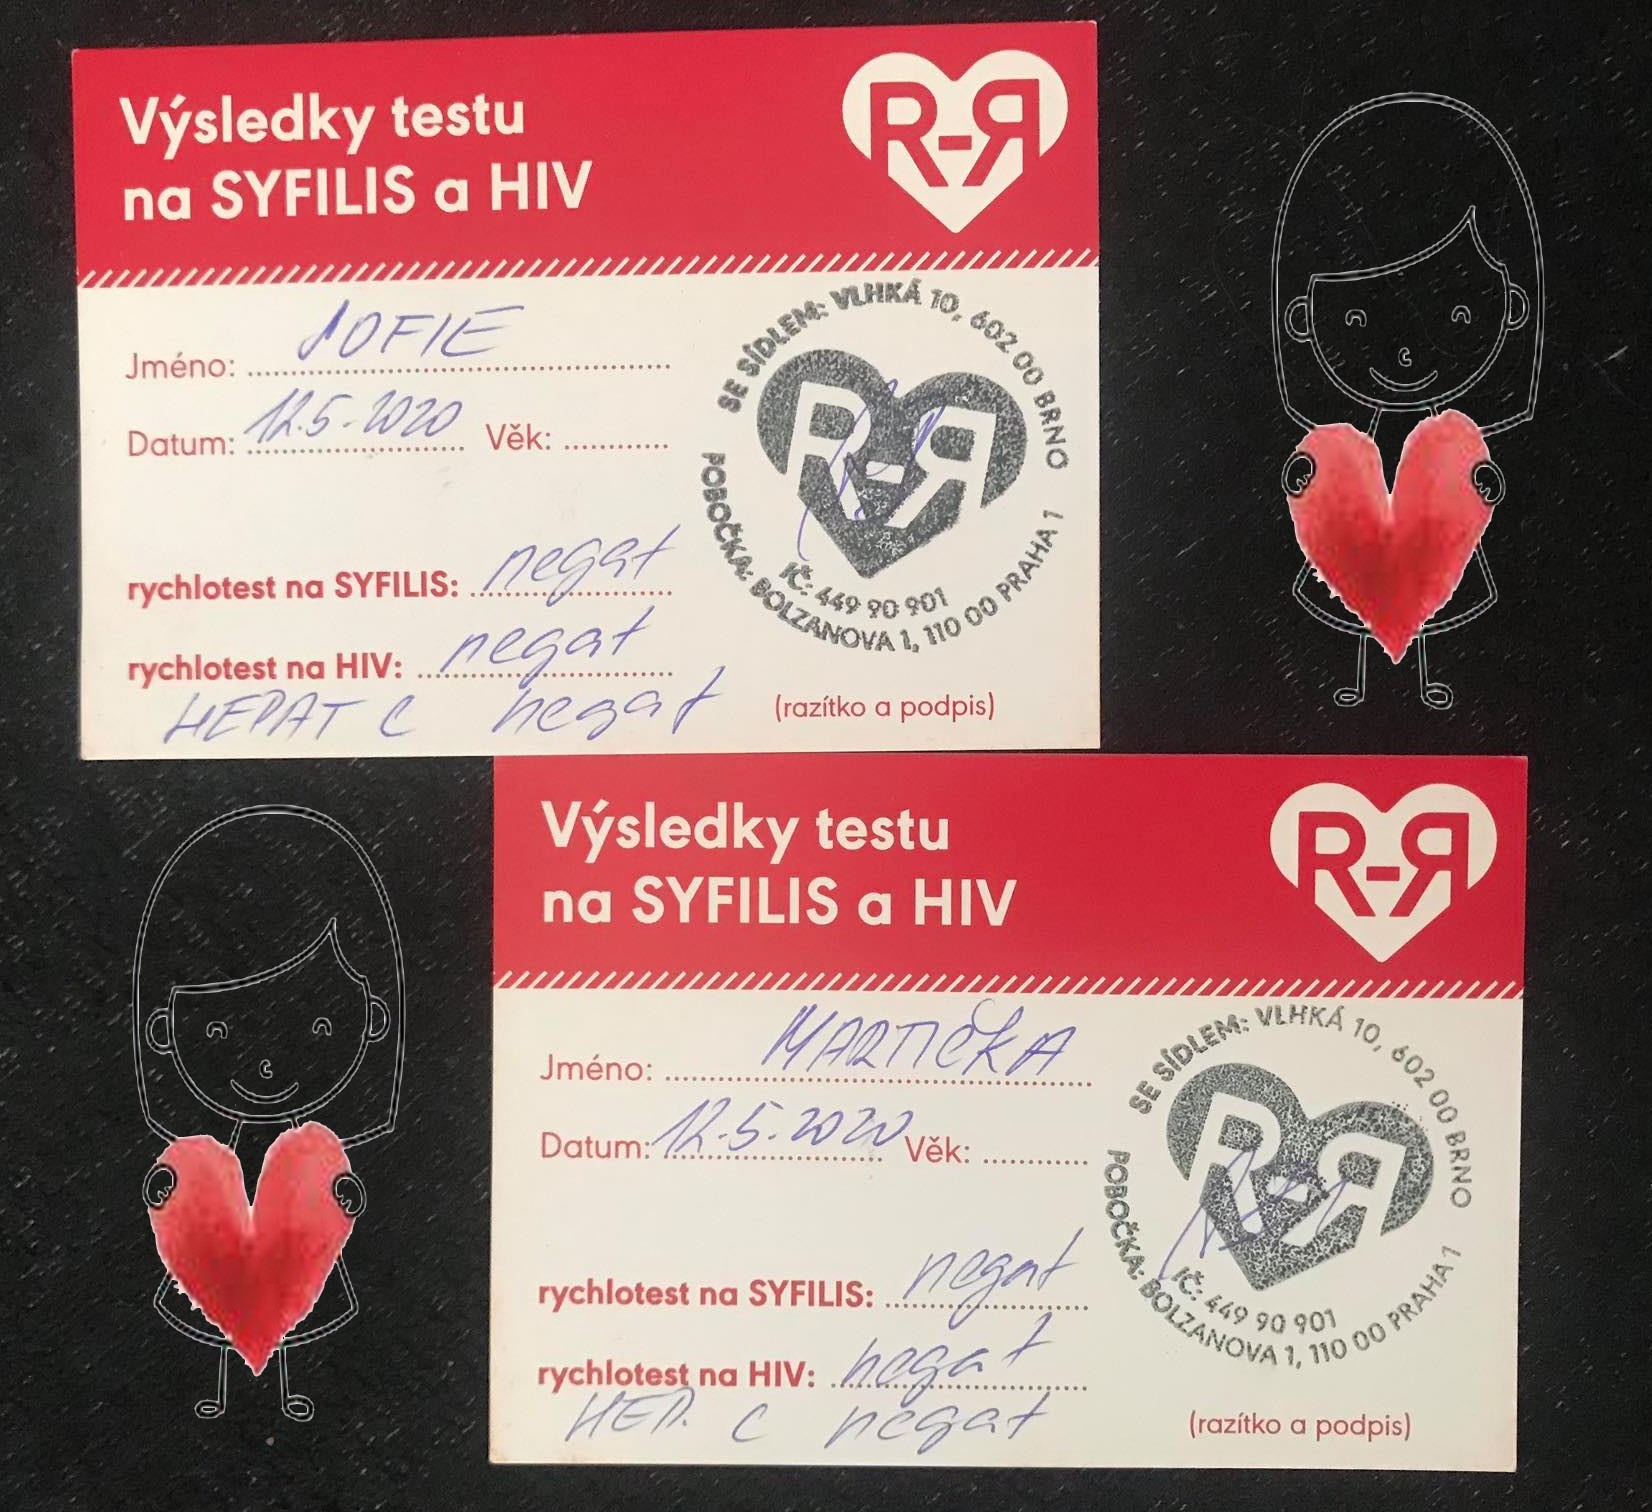 Výsledky testu
na SYFILIS a HIV
R-R
Jméno: SOFIE
Datum: 12.5.2020 Věk:
rychlotest na SYFILIS: negat
rychlotest na HIV: negat
HEPAT C negat
SE SÍDLEM: VLHKÁ 10, 602 00 BRNO
R-R
IČ: 449 90 901
POBOČKA: BOLZANOVA 1, 110 00 PRAHA 1
(razítko a podpis)
Výsledky testu
na SYFILIS a HIV
R-R
Jméno: MARTIČKA
Datum: 12.5.2020 Věk:
rychlotest na SYFILIS: negat
rychlotest na HIV: negat
HEP. C negat
SE SÍDLEM: VLHKÁ 10, 602 00 BRNO
R-R
IČ: 449 90 901
POBOČKA: BOLZANOVA 1, 110 00 PRAHA 1
(razítko a podpis)